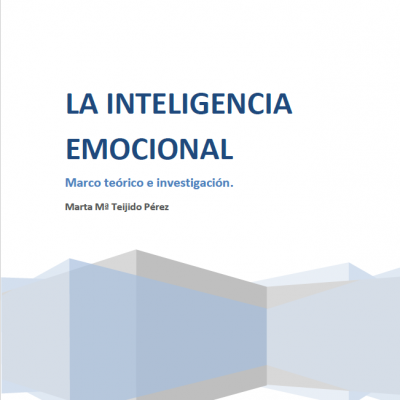 LA INTELIGENCIA
EMOCIONAL
Marco teórico e investigación.
Marta Mª Teijido Pérez